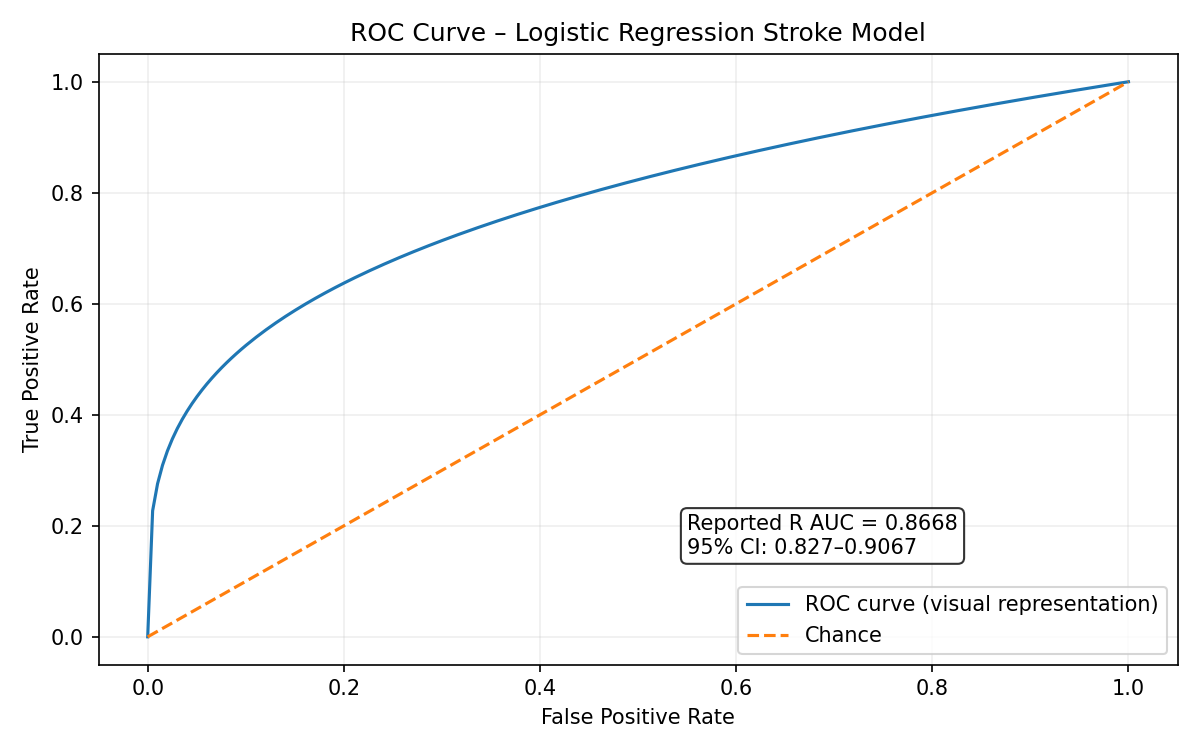 ROC Curve – Logistic Regression Stroke Model
True Positive Rate
1.0
0.8
0.6
0.4
0.2
0.0
Reported R AUC = 0.8668
95% CI: 0.827–0.9067
ROC curve (visual representation)
Chance
0.0 0.2 0.4 0.6 0.8 1.0
False Positive Rate